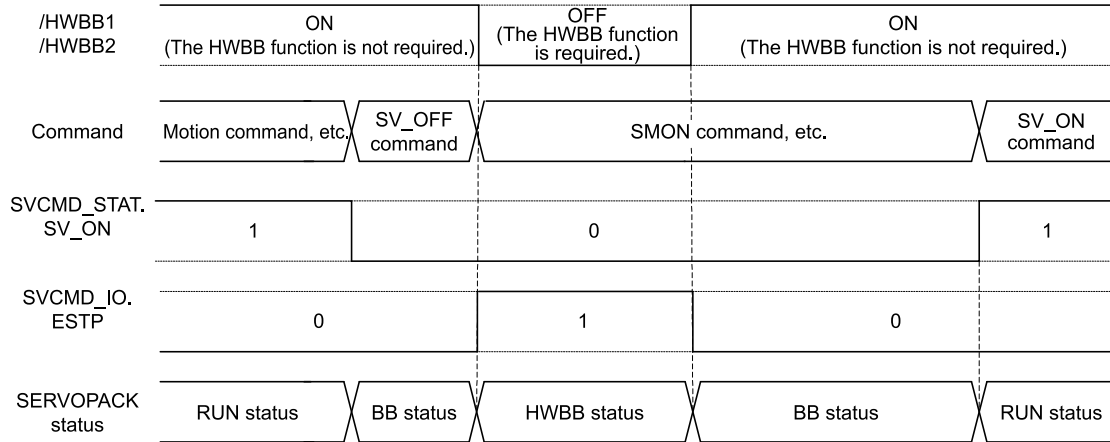 /HWBB1
/HWBB2
ON
(The HWBB function is not required.)
OFF
(The HWBB function
is required.)
ON
(The HWBB function is not required.)
Command
Motion command, etc.
SV_OFF
command
SMON command, etc.
SV_ON
command
SVCMD_STAT.
SV_ON
1
0
1
SVCMD_IO.
ESTP
0
1
0
SERVOPACK
status
RUN status
BB status
HWBB status
BB status
RUN status